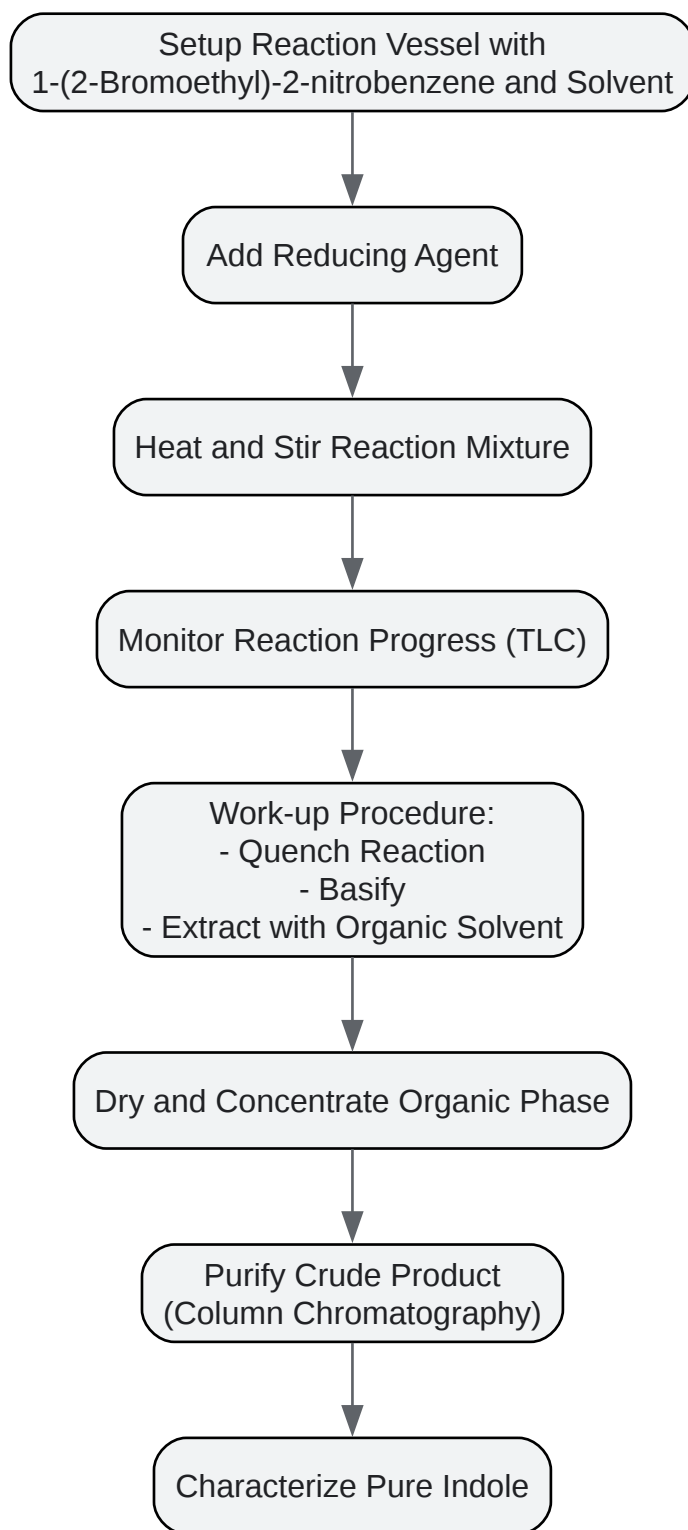 Setup Reaction Vessel with
1-(2-Bromoethyl)-2-nitrobenzene and Solvent
Add Reducing Agent
Heat and Stir Reaction Mixture
Monitor Reaction Progress (TLC)
Work-up Procedure:
- Quench Reaction
- Basify
- Extract with Organic Solvent
Dry and Concentrate Organic Phase
Purify Crude Product
(Column Chromatography)
Characterize Pure Indole